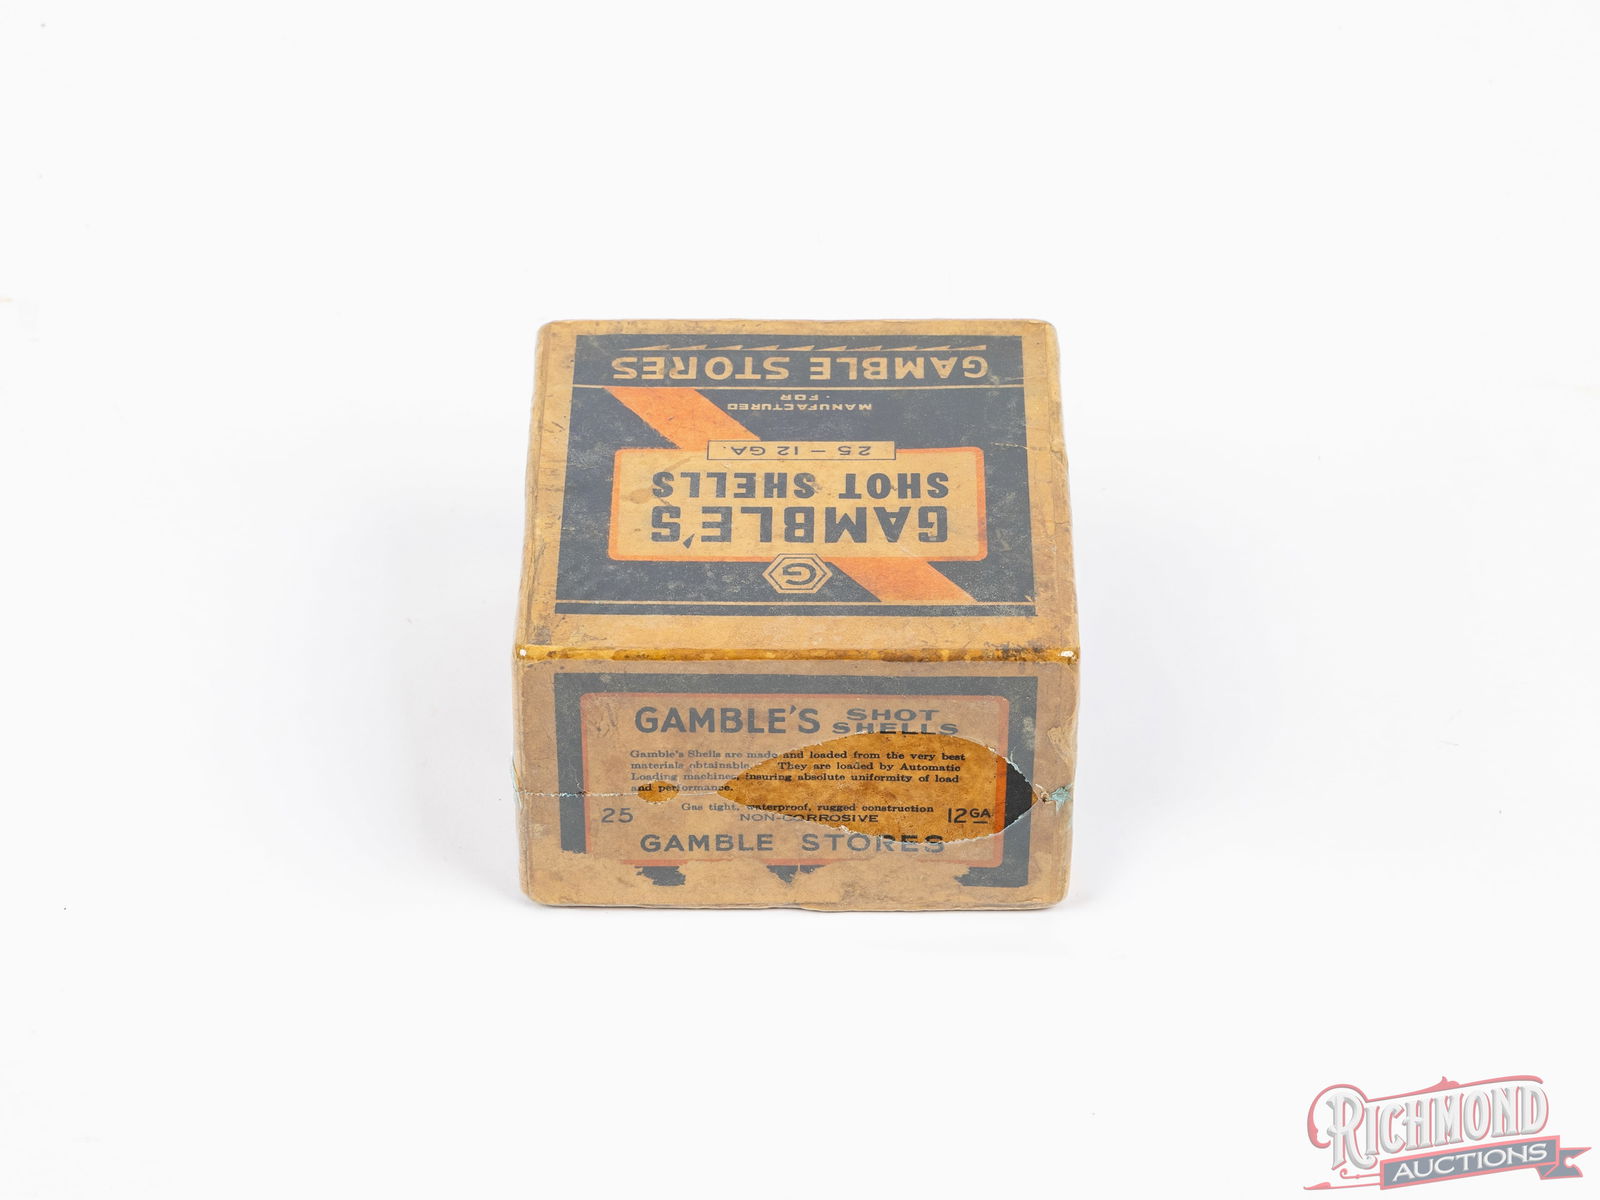 GAMBLE STORES
MANUFACTURED
FOR
25 - 12 GA.
GAMBLE'S
SHOT SHELLS
G
GAMBLE'S SHOT SHELLS
Gamble's Shells are made and loaded from the very best
materials obtainable. They are loaded by Automatic
Loading machines, insuring absolute uniformity of load
and performance.
Gas tight, waterproof, rugged construction
25 NON-CORROSIVE 12 GA
GAMBLE STORES
RICHMOND
AUCTIONS